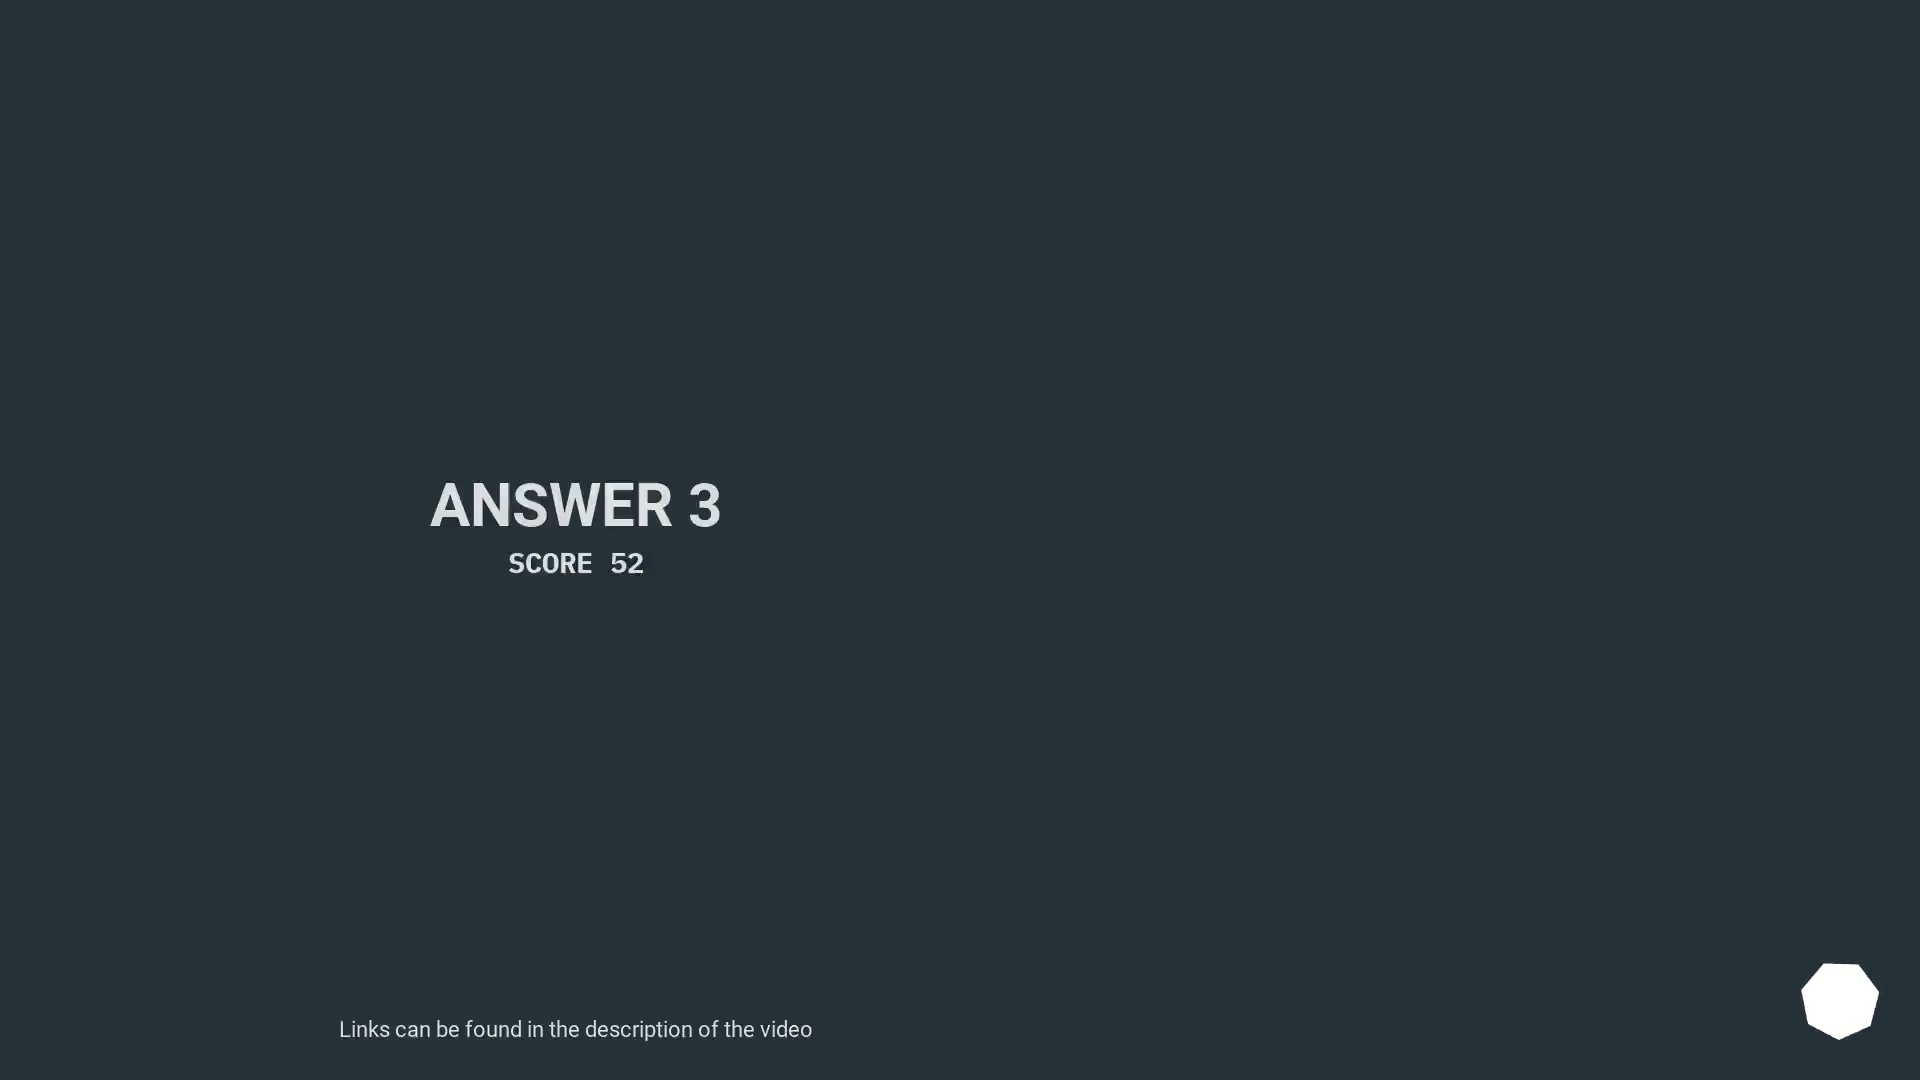 ANSWER 3
SCORE 52
Links can be found in the description of the video